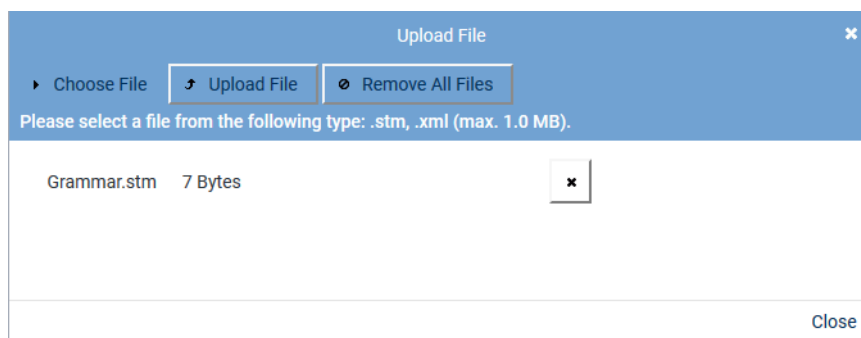 Upload File
Choose File Upload File Remove All Files
Please select a file from the following type: .stm, .xml (max. 1.0 MB).
Grammar.stm 7 Bytes
Close